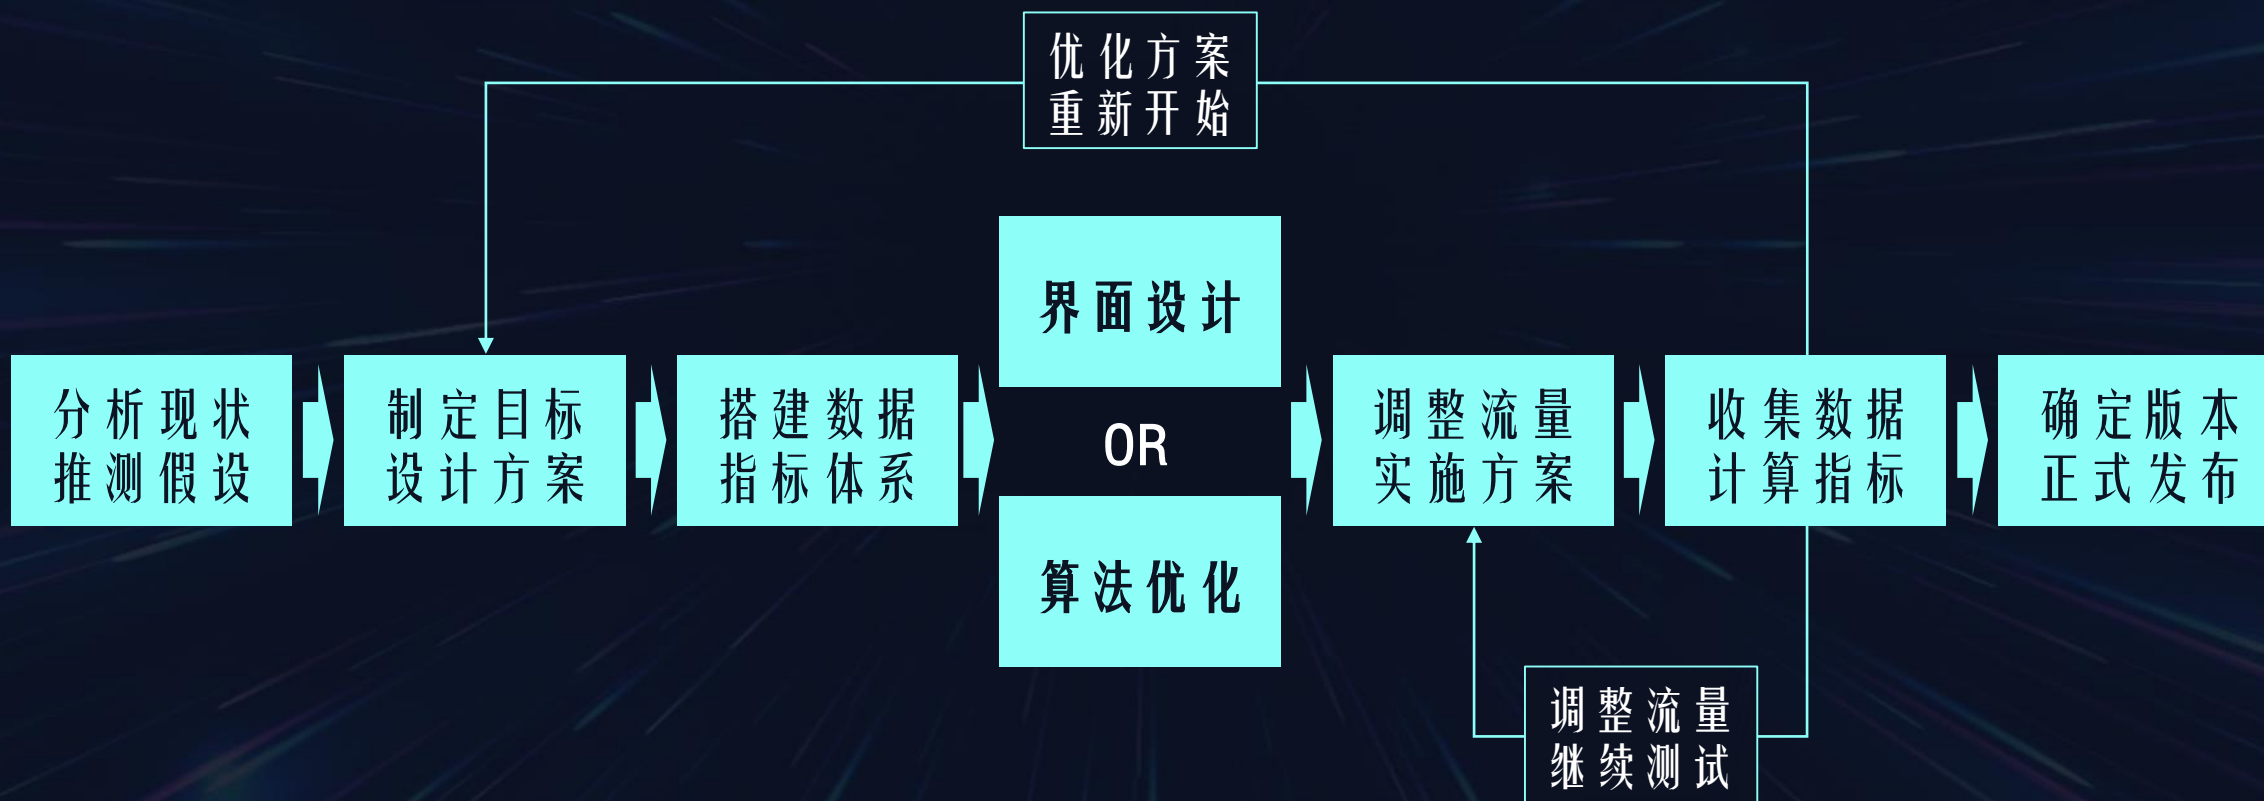 优化方案
重新开始
分析现状
推测假设
制定目标
设计方案
搭建数据
指标体系
界面设计
OR
算法优化
调整流量
实施方案
收集数据
计算指标
确定版本
正式发布
调整流量
继续测试